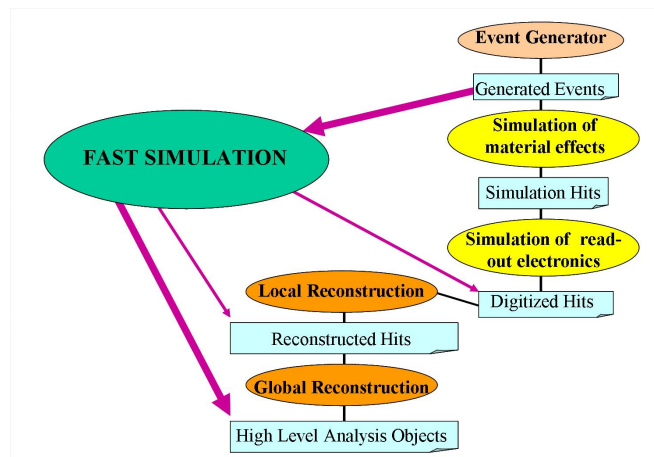 Event Generator
Generated Events
Simulation of
material effects
FAST SIMULATION
Simulation Hits
Simulation of read-
out electronics
Local Reconstruction
Digitized Hits
Reconstructed Hits
Global Reconstruction
High Level Analysis Objects